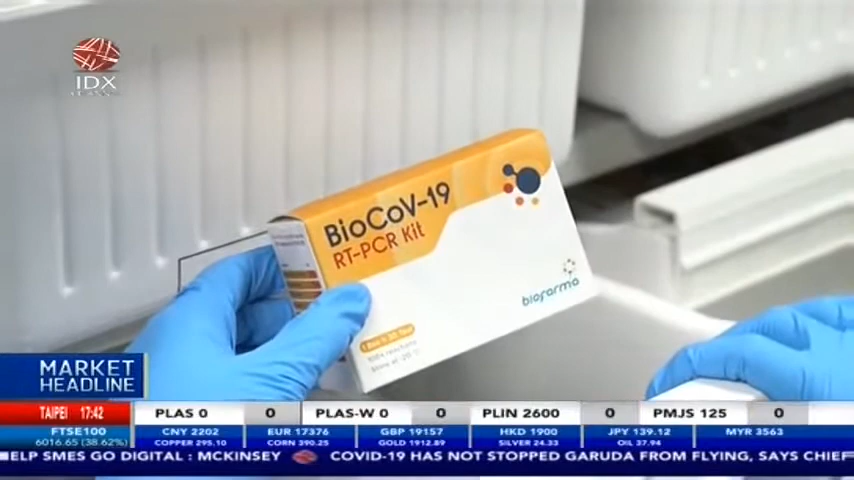 IDX
BioCoV-19
RT-PCR Kit
biofarma
MARKET
HEADLINE
TAIPEI 17:42
PLAS 0 0 PLAS-W 0 0 PLIN 2600 0 PMJS 125 0
FTSE100
6016.65 (38.62%)
CNY 2202 EUR 17376 GBP 19157 HKD 1900 JPY 139.12 MYR 3563
COPPER 295.10 CORN 390.25 GOLD 1912.89 SILVER 24.33 OIL 37.94
ELP SMES GO DIGITAL : MCKINSEY COVID-19 HAS NOT STOPPED GARUDA FROM FLYING, SAYS CHIEF